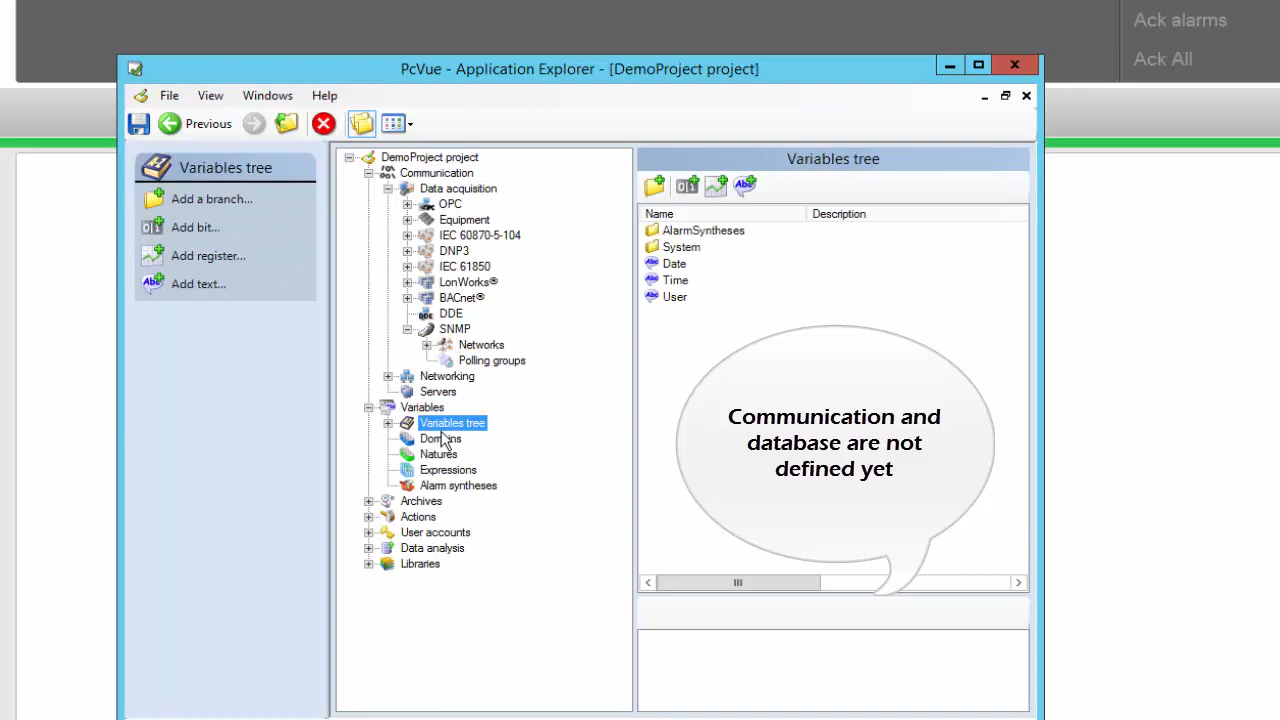 Ack alarms
Ack All
PcVue - Application Explorer - [DemoProject project]
File View Windows Help
Previous
Variables tree
Add a branch...
Add bit...
Add register...
Add text...
DemoProject project
Communication
Data acquisition
OPC
Equipment
IEC 60870-5-104
DNP3
IEC 61850
LonWorks®
BACnet®
DDE
SNMP
Networks
Polling groups
Networking
Servers
Variables
Variables tree
Domains
Natures
Expressions
Alarm syntheses
Archives
Actions
User accounts
Data analysis
Libraries
Variables tree
Name Description
AlarmSyntheses
System
Date
Time
User
Communication and
database are not
defined yet